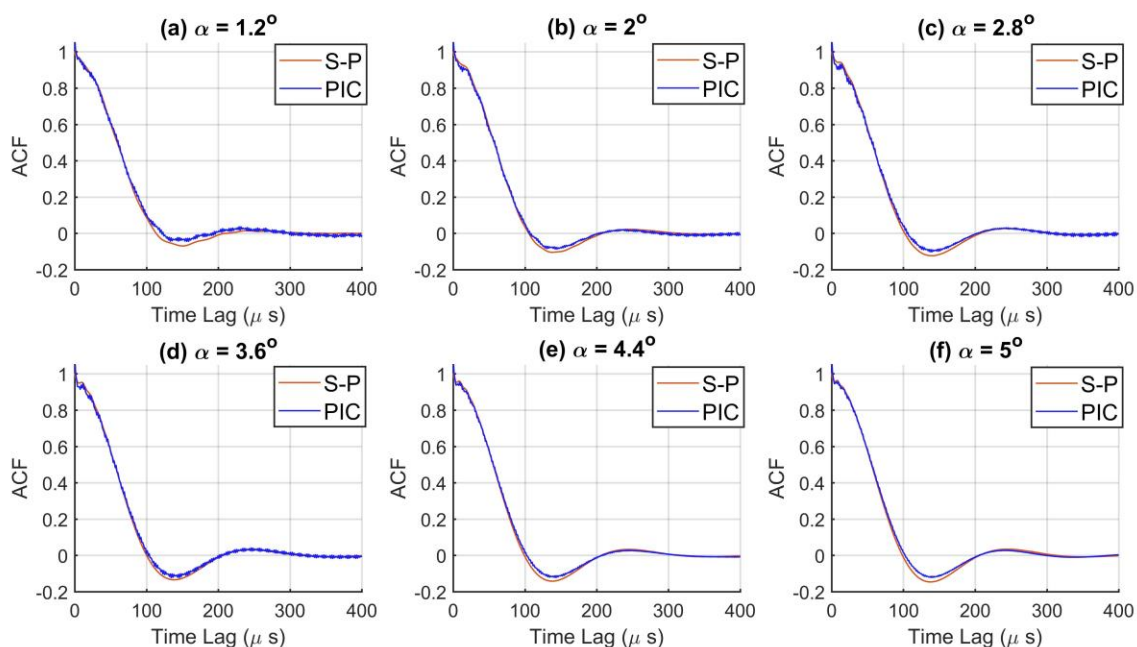 (a) α = 1.2°
(b) α = 2°
(c) α = 2.8°
1
0.8
0.6
0.4
0.2
0
-0.2
ACF
S-P
PIC
0
100
200
300
400
Time Lag (μ s)
1
0.8
0.6
0.4
0.2
0
-0.2
ACF
S-P
PIC
0
100
200
300
400
Time Lag (μ s)
1
0.8
0.6
0.4
0.2
0
-0.2
ACF
S-P
PIC
0
100
200
300
400
Time Lag (μ s)
(d) α = 3.6°
(e) α = 4.4°
(f) α = 5°
1
0.8
0.6
0.4
0.2
0
-0.2
ACF
S-P
PIC
0
100
200
300
400
Time Lag (μ s)
1
0.8
0.6
0.4
0.2
0
-0.2
ACF
S-P
PIC
0
100
200
300
400
Time Lag (μ s)
1
0.8
0.6
0.4
0.2
0
-0.2
ACF
S-P
PIC
0
100
200
300
400
Time Lag (μ s)